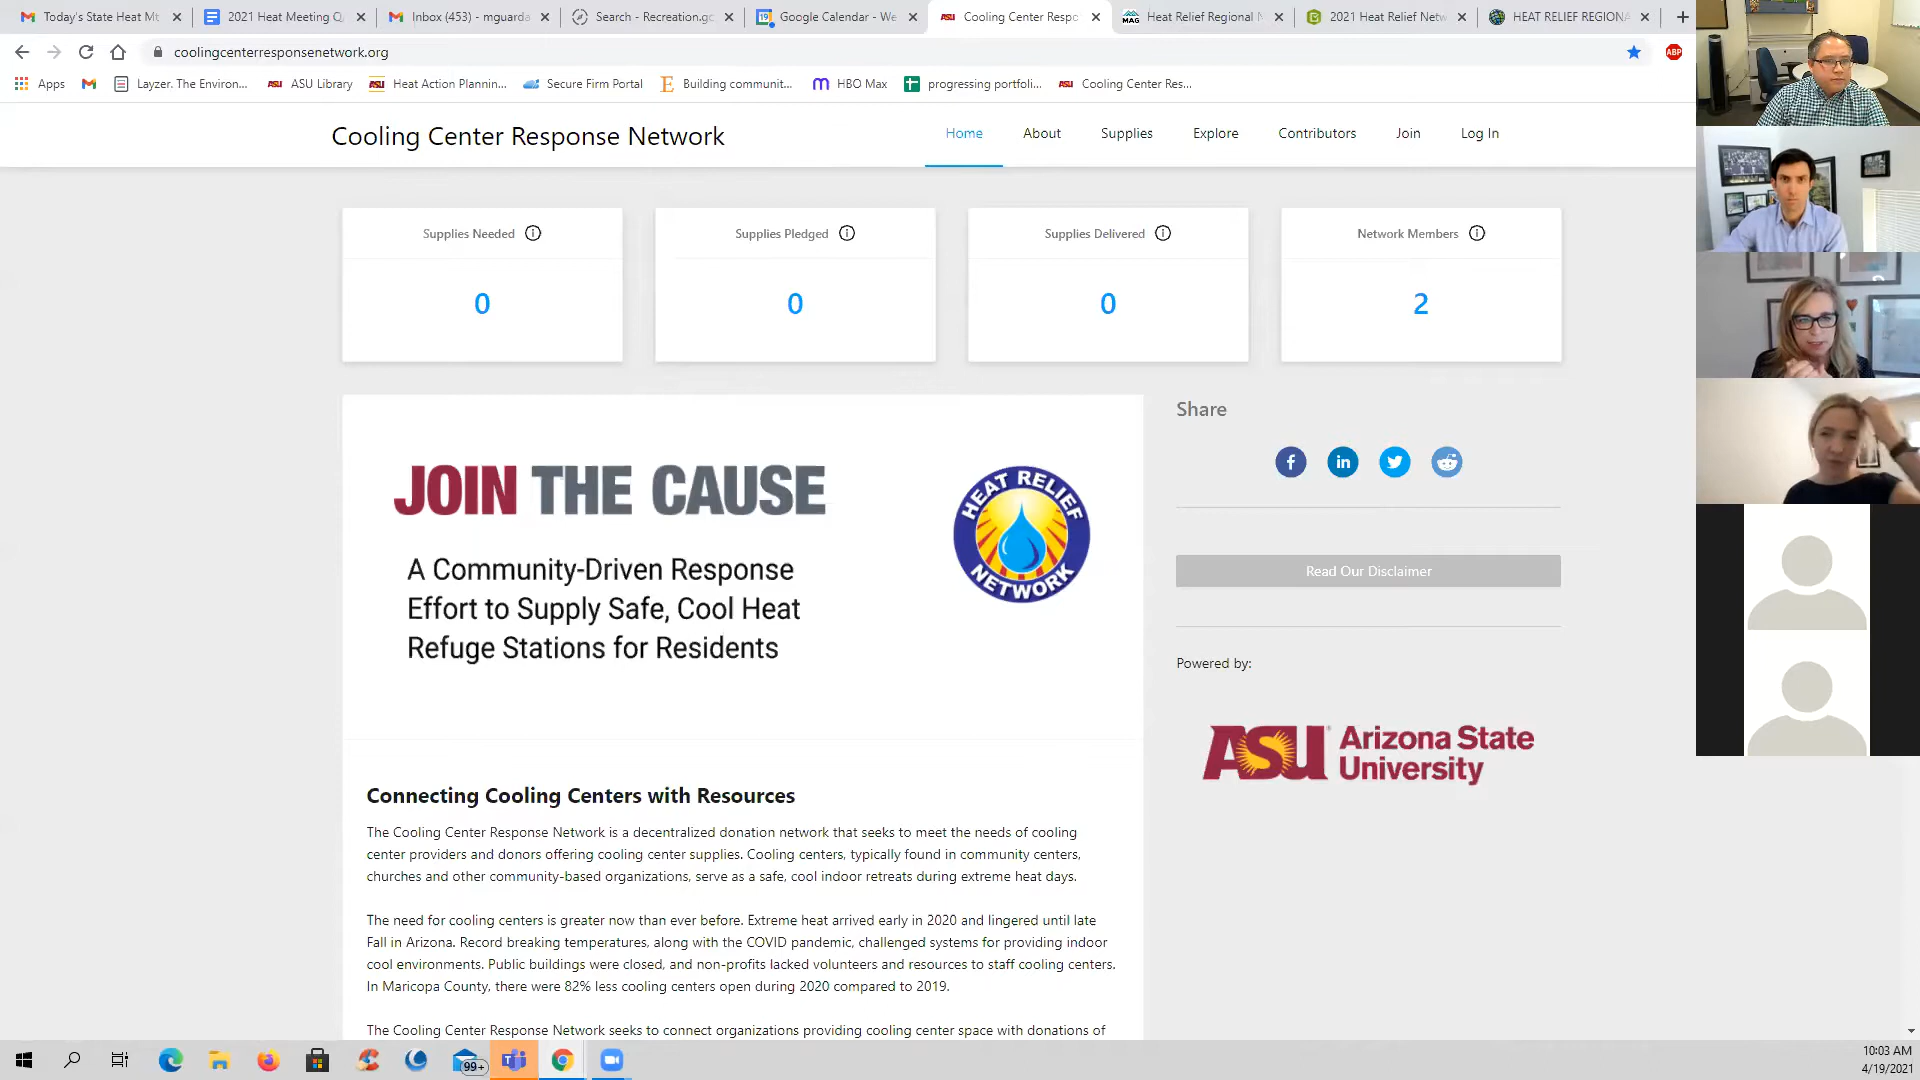 Today's State Heat Mt
2021 Heat Meeting Q
Inbox (453) - mguarda
Search - Recreation.go
Google Calendar - We
Cooling Center Respo
Heat Relief Regional N
2021 Heat Relief Netw
HEAT RELIEF REGIONA
coolingcenterresponsenetwork.org
ABP
Apps
Layzer. The Environ...
ASU Library
Heat Action Plannin...
Secure Firm Portal
Building communit...
HBO Max
progressing portfoli...
Cooling Center Res...
Cooling Center Response Network
Home
About
Supplies
Explore
Contributors
Join
Log In
Supplies Needed
Supplies Pledged
Supplies Delivered
Network Members
0
0
0
2
JOIN THE CAUSE
A Community-Driven Response
Effort to Supply Safe, Cool Heat
Refuge Stations for Residents
HEAT RELIEF
NETWORK
Share
Read Our Disclaimer
Powered by:
ASU Arizona State
University
Connecting Cooling Centers with Resources
The Cooling Center Response Network is a decentralized donation network that seeks to meet the needs of cooling
center providers and donors offering cooling center supplies. Cooling centers, typically found in community centers,
churches and other community-based organizations, serve as a safe, cool indoor retreats during extreme heat days.
The need for cooling centers is greater now than ever before. Extreme heat arrived early in 2020 and lingered until late
Fall in Arizona. Record breaking temperatures, along with the COVID pandemic, challenged systems for providing indoor
cool environments. Public buildings were closed, and non-profits lacked volunteers and resources to staff cooling centers.
In Maricopa County, there were 82% less cooling centers open during 2020 compared to 2019.
The Cooling Center Response Network seeks to connect organizations providing cooling center space with donations of
99+
10:03 AM
4/19/2021